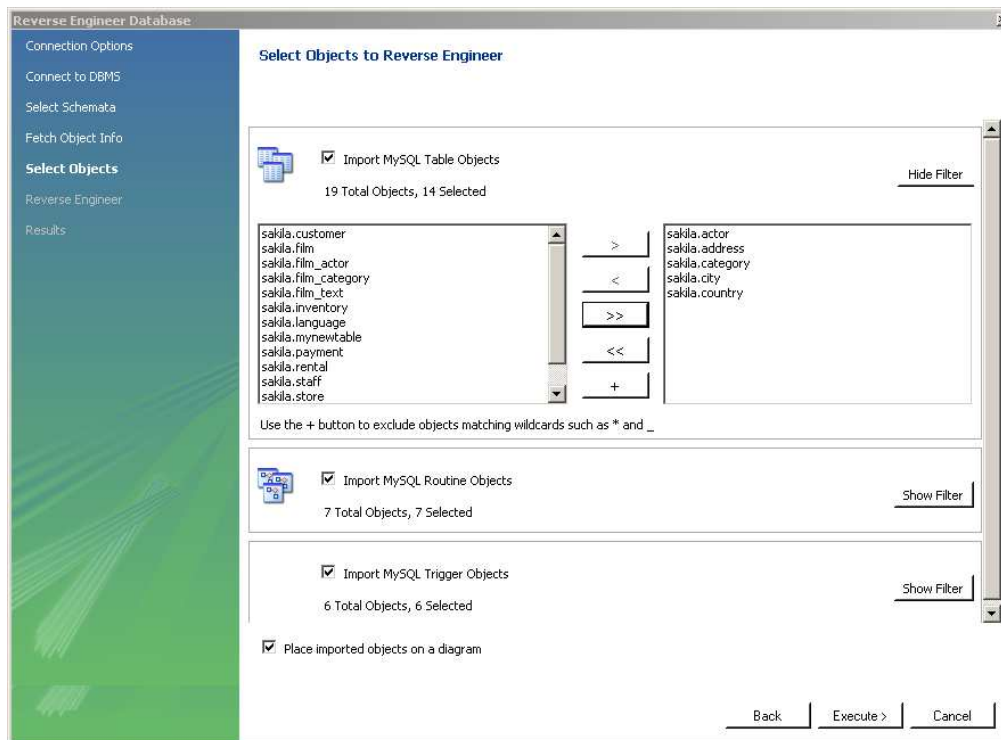 Reverse Engineer Database
Connection Options
Connect to DBMS
Select Schemata
Fetch Object Info
Select Objects
Reverse Engineer
Results
Select Objects to Reverse Engineer
Import MySQL Table Objects
19 Total Objects, 14 Selected
Hide Filter
sakila.customer
sakila.film
sakila.film_actor
sakila.film_category
sakila.film_text
sakila.inventory
sakila.language
sakila.mynewtable
sakila.payment
sakila.rental
sakila.staff
sakila.store
>
<
>>
<<
+
sakila.actor
sakila.address
sakila.category
sakila.city
sakila.country
Use the + button to exclude objects matching wildcards such as * and _
Import MySQL Routine Objects
7 Total Objects, 7 Selected
Show Filter
Import MySQL Trigger Objects
6 Total Objects, 6 Selected
Show Filter
Place imported objects on a diagram
Back
Execute >
Cancel